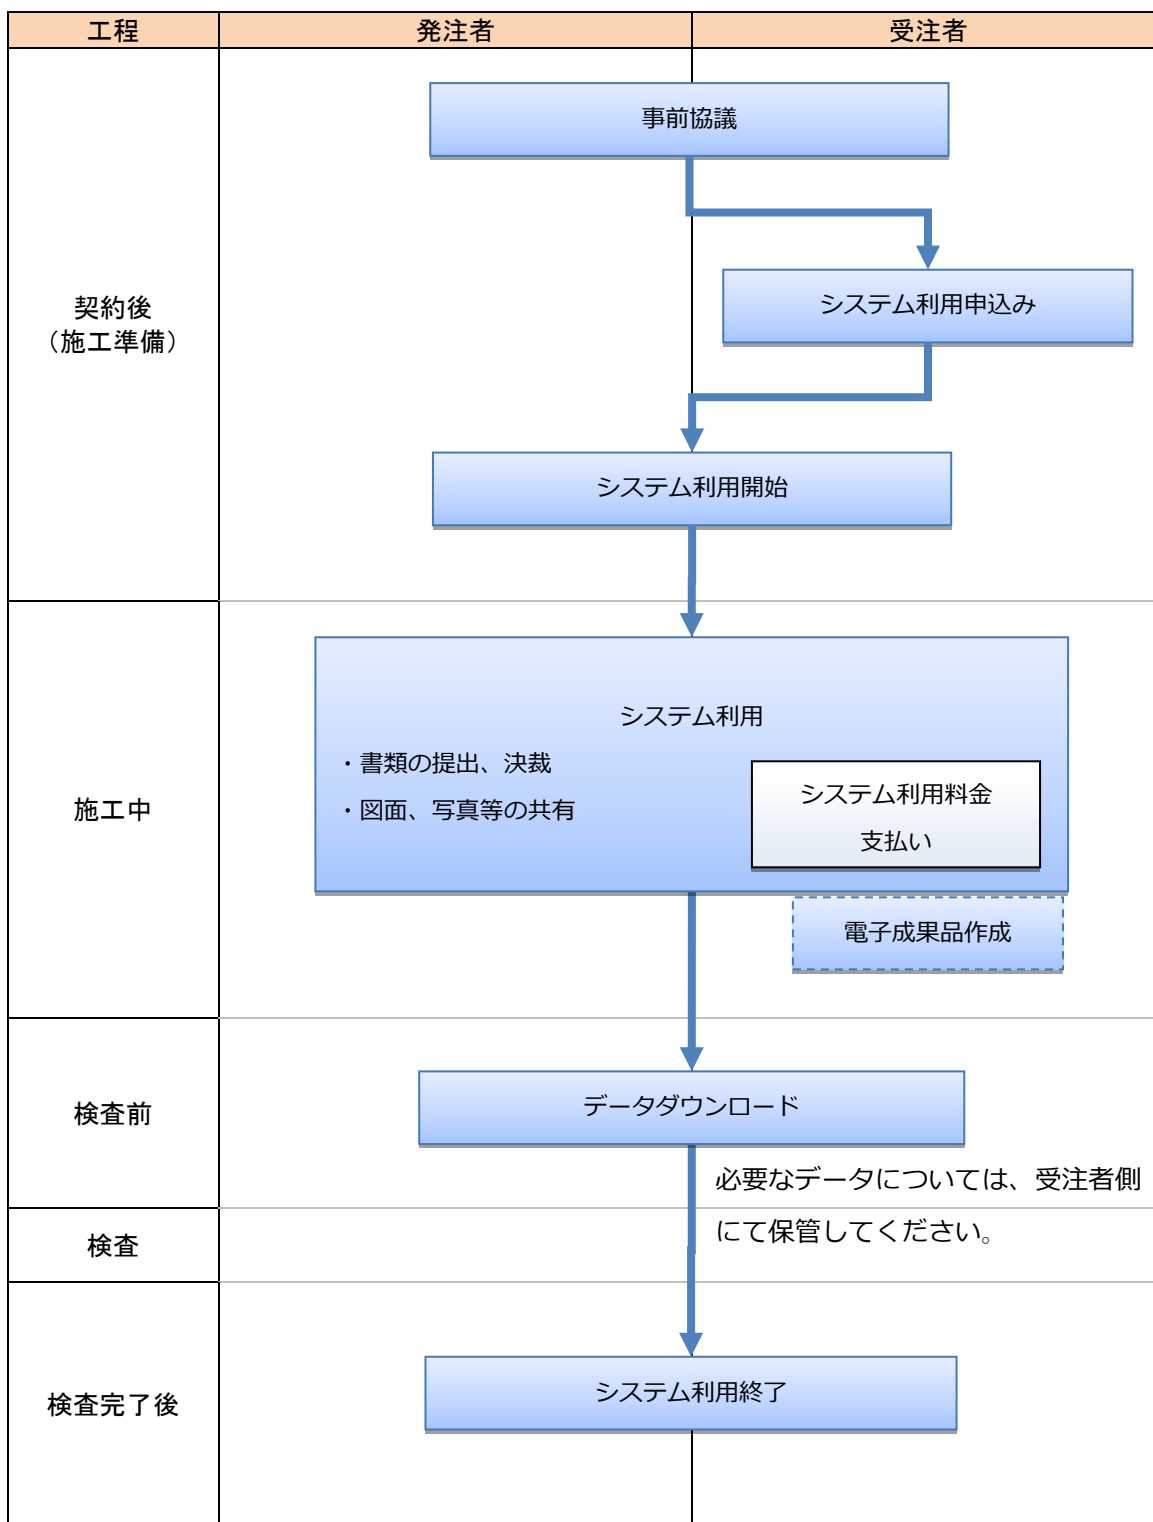 工程 発注者 受注者
事前協議
契約後
（施工準備）
システム利用申込み
システム利用開始
施工中
システム利用
・書類の提出、決裁
・図面、写真等の共有
システム利用料金
支払い
電子成果品作成
検査前
データダウンロード
必要なデータについては、受注者側
にて保管してください。
検査
検査完了後
システム利用終了